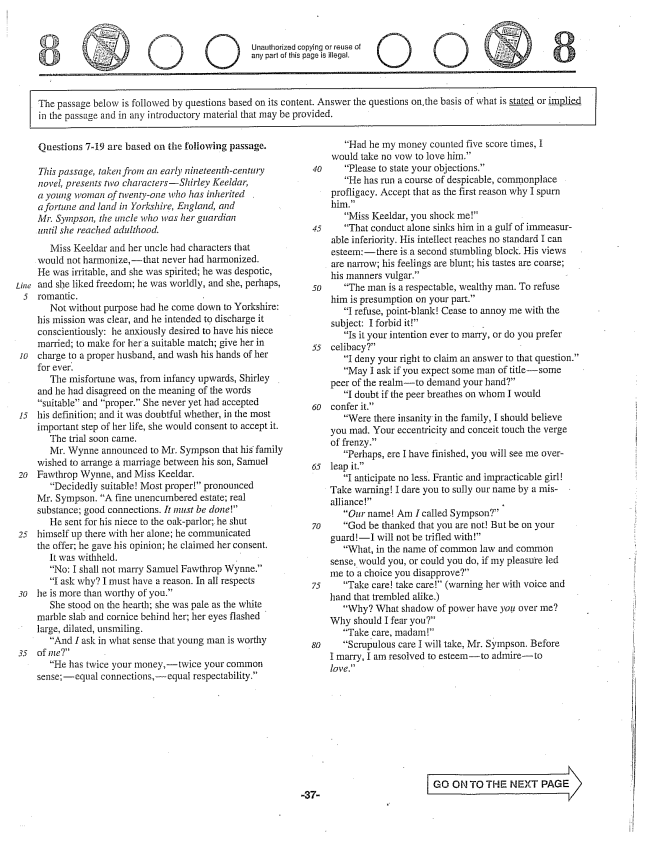 8
Unauthorized copying or reuse of
any part of this page is illegal.
8
The passage below is followed by questions based on its content. Answer the questions on the basis of what is stated or implied
in the passage and in any introductory material that may be provided.
Questions 7-19 are based on the following passage.
This passage, taken from an early nineteenth-century
novel, presents two characters—Shirley Keeldar,
a young woman of twenty-one who has inherited
a fortune and land in Yorkshire, England, and
Mr. Sympson, the uncle who was her guardian
until she reached adulthood.
Miss Keeldar and her uncle had characters that
would not harmonize,—that never had harmonized.
He was irritable, and she was spirited; he was despotic,
Line and she liked freedom; he was worldly, and she, perhaps,
5 romantic.
Not without purpose had he come down to Yorkshire:
his mission was clear, and he intended to discharge it
conscientiously: he anxiously desired to have his niece
married; to make for her a suitable match; give her in
10 charge to a proper husband, and wash his hands of her
for ever.
The misfortune was, from infancy upwards, Shirley
and he had disagreed on the meaning of the words
"suitable" and "proper." She never yet had accepted
15 his definition; and it was doubtful whether, in the most
important step of her life, she would consent to accept it.
The trial soon came.
Mr. Wynne announced to Mr. Sympson that his family
wished to arrange a marriage between his son, Samuel
20 Fawthrop Wynne, and Miss Keeldar.
"Decidedly suitable! Most proper!" pronounced
Mr. Sympson. "A fine unencumbered estate; real
substance; good connections. It must be done!"
He sent for his niece to the oak-parlor; he shut
25 himself up there with her alone; he communicated
the offer; he gave his opinion; he claimed her consent.
It was withheld.
"No: I shall not marry Samuel Fawthrop Wynne."
"I ask why? I must have a reason. In all respects
30 he is more than worthy of you."
She stood on the hearth; she was pale as the white
marble slab and cornice behind her; her eyes flashed
large, dilated, unsmiling.
"And I ask in what sense that young man is worthy
35 of me?"
"He has twice your money,—twice your common
sense;—equal connections,—equal respectability."
"Had he my money counted five score times, I
would take no vow to love him."
40 "Please to state your objections."
"He has run a course of despicable, commonplace
profligacy. Accept that as the first reason why I spurn
him."
"Miss Keeldar, you shock me!"
45 "That conduct alone sinks him in a gulf of immeasur-
able inferiority. His intellect reaches no standard I can
esteem:—there is a second stumbling block. His views
are narrow; his feelings are blunt; his tastes are coarse;
his manners vulgar."
50 "The man is a respectable, wealthy man. To refuse
him is presumption on your part."
"I refuse, point-blank! Cease to annoy me with the
subject: I forbid it!"
"Is it your intention ever to marry, or do you prefer
55 celibacy?"
"I deny your right to claim an answer to that question."
"May I ask if you expect some man of title—some
peer of the realm—to demand your hand?"
"I doubt if the peer breathes on whom I would
60 confer it."
"Were there insanity in the family, I should believe
you mad. Your eccentricity and conceit touch the verge
of frenzy."
"Perhaps, ere I have finished, you will see me over-
65 leap it."
"I anticipate no less. Frantic and impracticable girl!
Take warning! I dare you to sully our name by a mis-
alliance!"
"Our name! Am I called Sympson?"
70 "God be thanked that you are not! But be on your
guard!—I will not be trifled with!"
"What, in the name of common law and common
sense, would you, or could you do, if my pleasure led
me to a choice you disapprove?"
75 "Take care! take care!" (warning her with voice and
hand that trembled alike.)
"Why? What shadow of power have you over me?
Why should I fear you?"
"Take care, madam!"
80 "Scrupulous care I will take, Mr. Sympson. Before
I marry, I am resolved to esteem—to admire—to
love."
GO ON TO THE NEXT PAGE
-37-